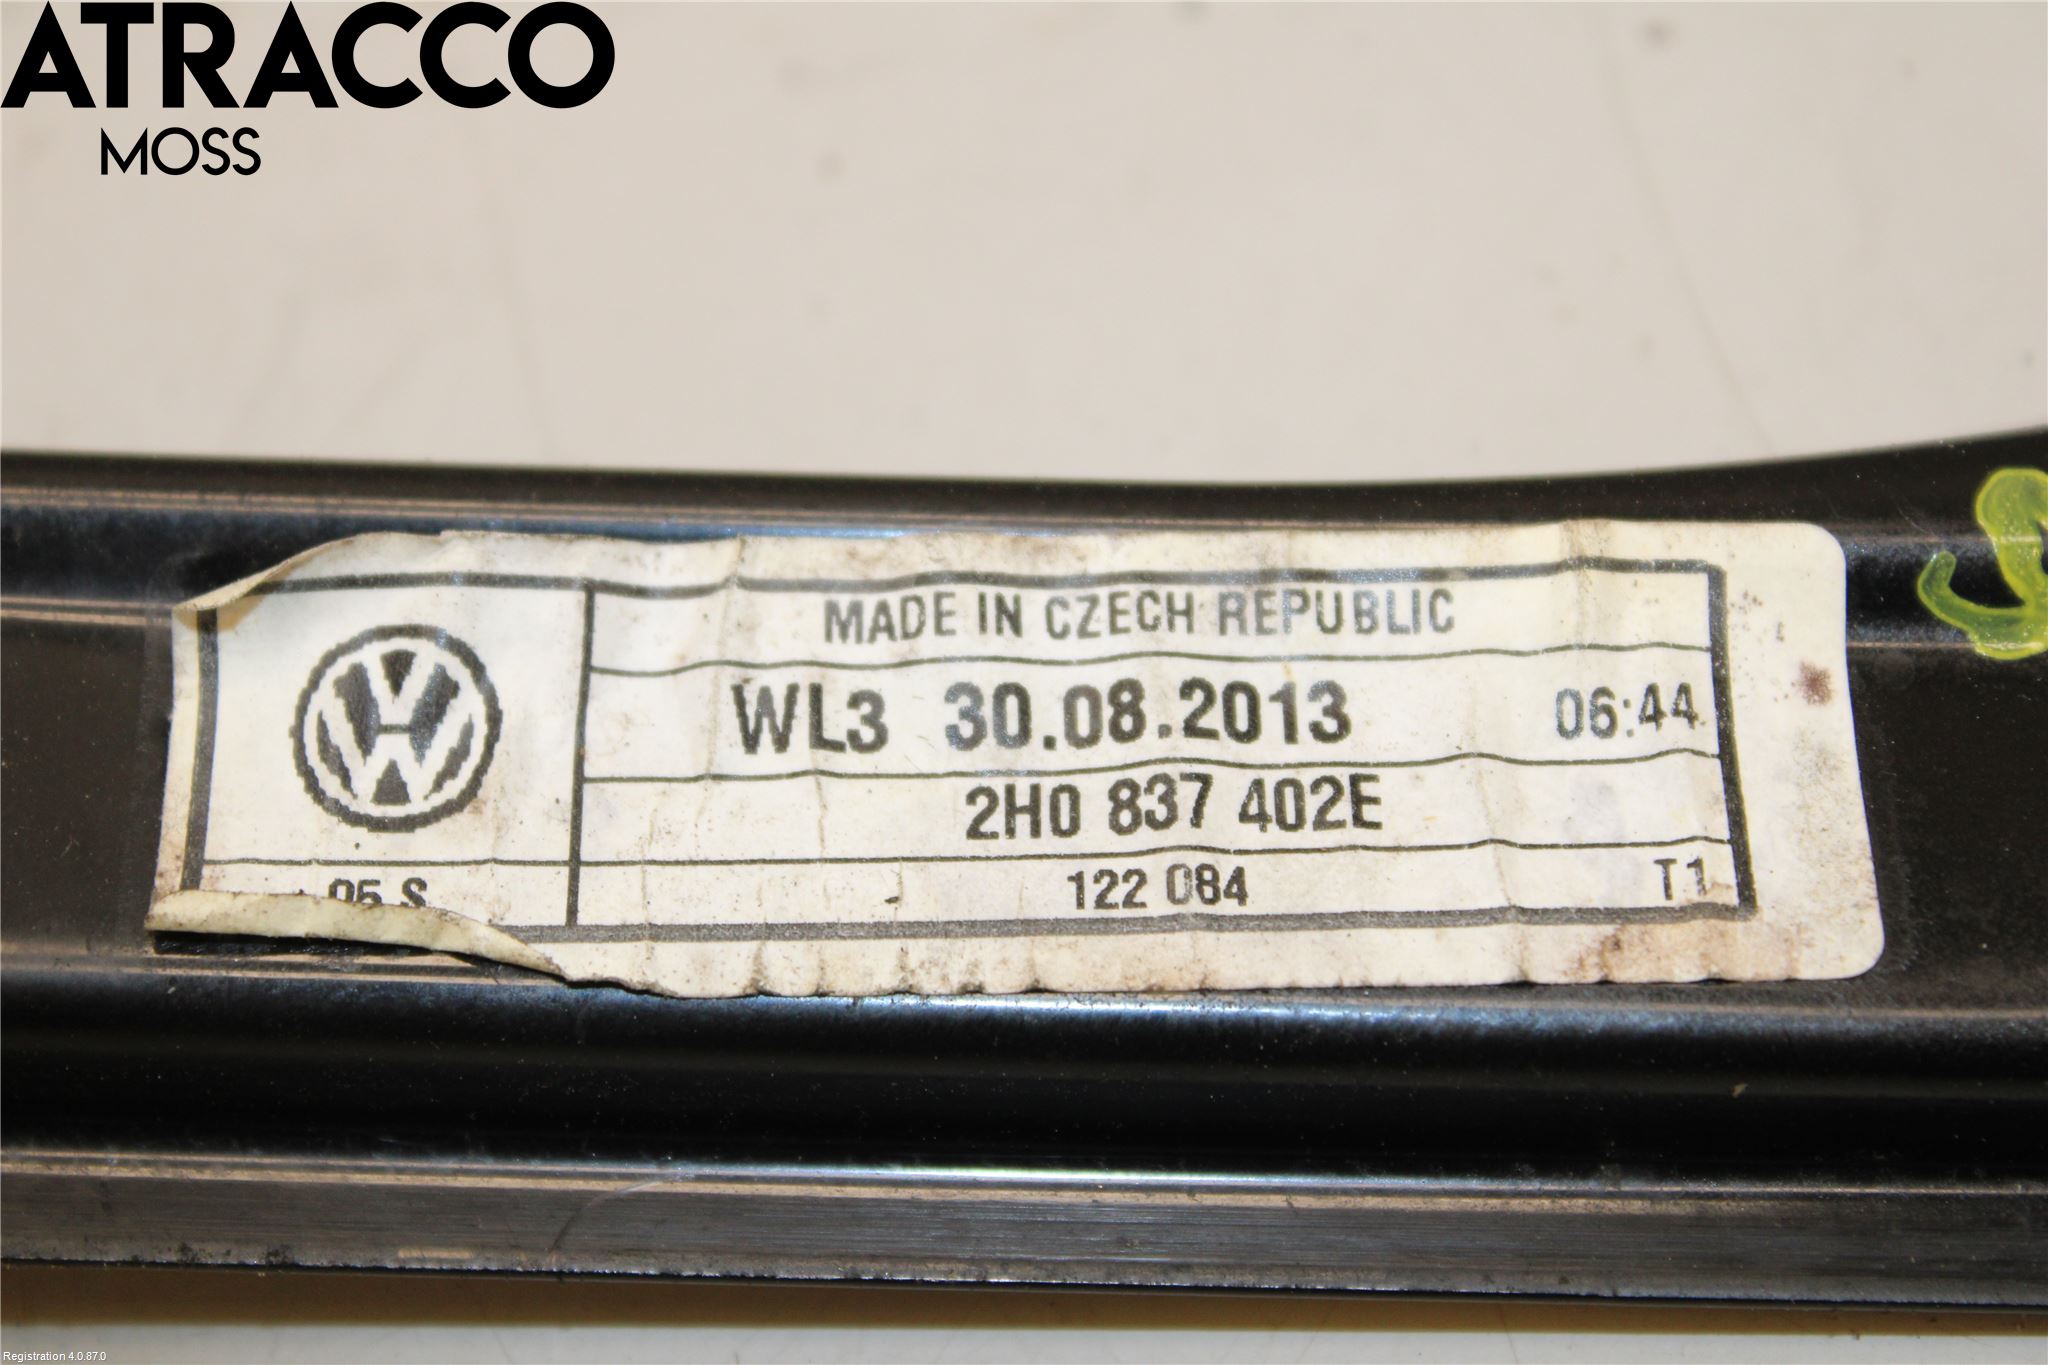 ATRACCO
MOSS
MADE IN CZECH REPUBLIC
WL3 30.08.2013 06:44
2H0 837 402E
05 S 122 084 T1
Registration 4.0.87.0